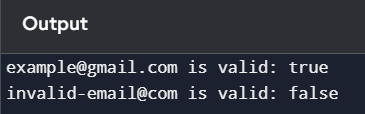 Output
example@gmail.com is valid: true
invalid-email@com is valid: false